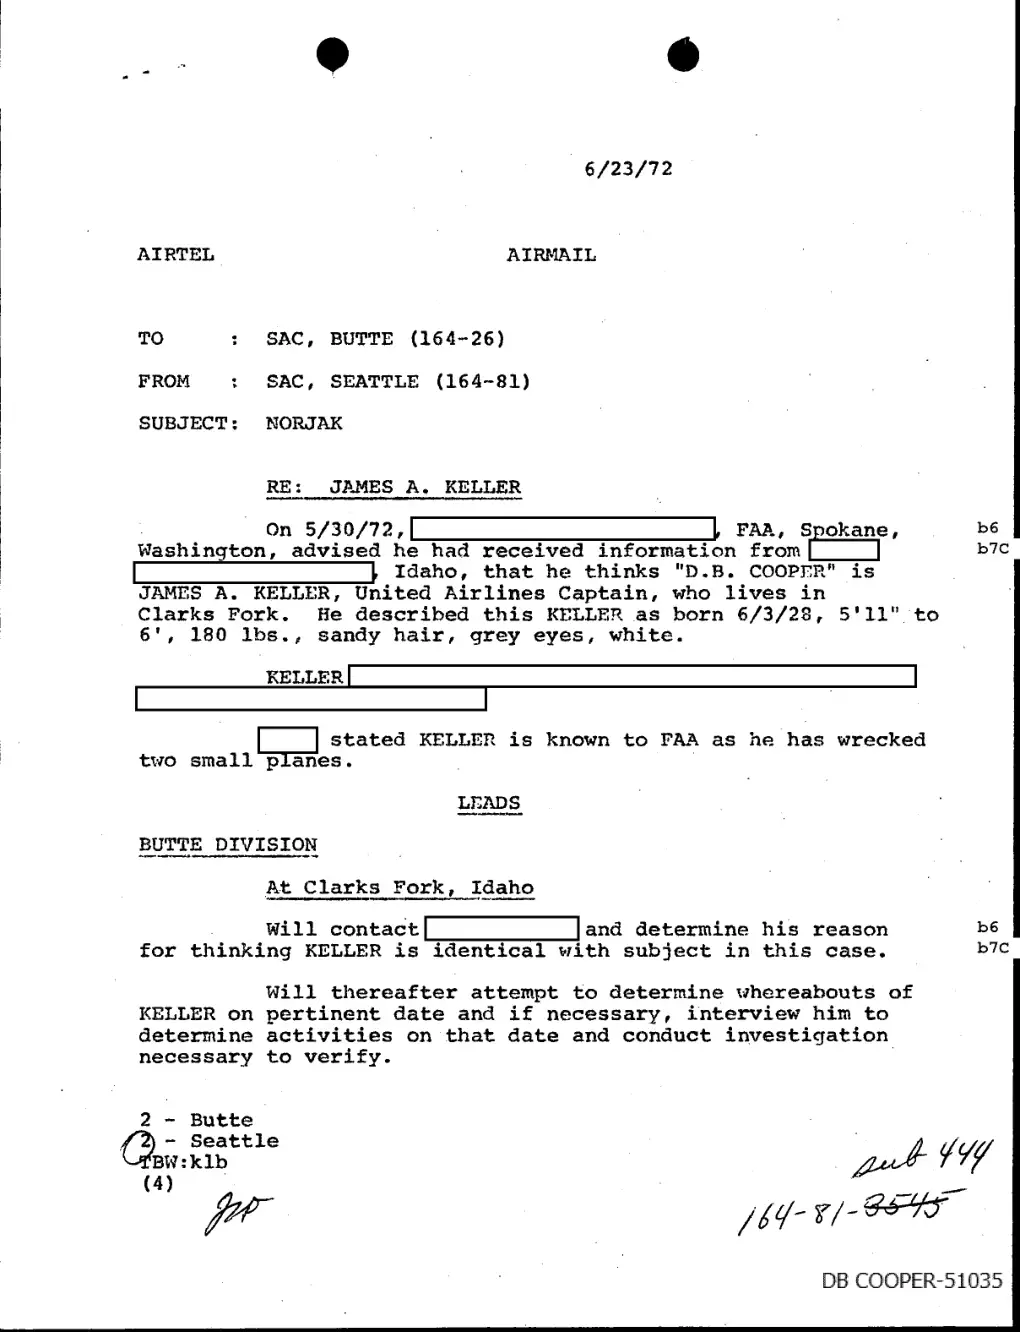 6/23/72
AIRTEL AIRMAIL
TO : SAC, BUTTE (164-26)
FROM : SAC, SEATTLE (164-81)
SUBJECT: NORJAK
RE: JAMES A. KELLER
On 5/30/72, , FAA, Spokane, b6
Washington, advised he had received information from b7C
, Idaho, that he thinks "D.B. COOPER" is
JAMES A. KELLER, United Airlines Captain, who lives in
Clarks Fork. He described this KELLER as born 6/3/28, 5'11" to
6', 180 lbs., sandy hair, grey eyes, white.
KELLER
stated KELLER is known to FAA as he has wrecked
two small planes.
LEADS
BUTTE DIVISION
At Clarks Fork, Idaho
Will contact and determine his reason b6
for thinking KELLER is identical with subject in this case. b7C
Will thereafter attempt to determine whereabouts of
KELLER on pertinent date and if necessary, interview him to
determine activities on that date and conduct investigation
necessary to verify.
2 - Butte
2 - Seattle
TBW:klb
(4)
sub 444
164-81-3545
DB COOPER-51035